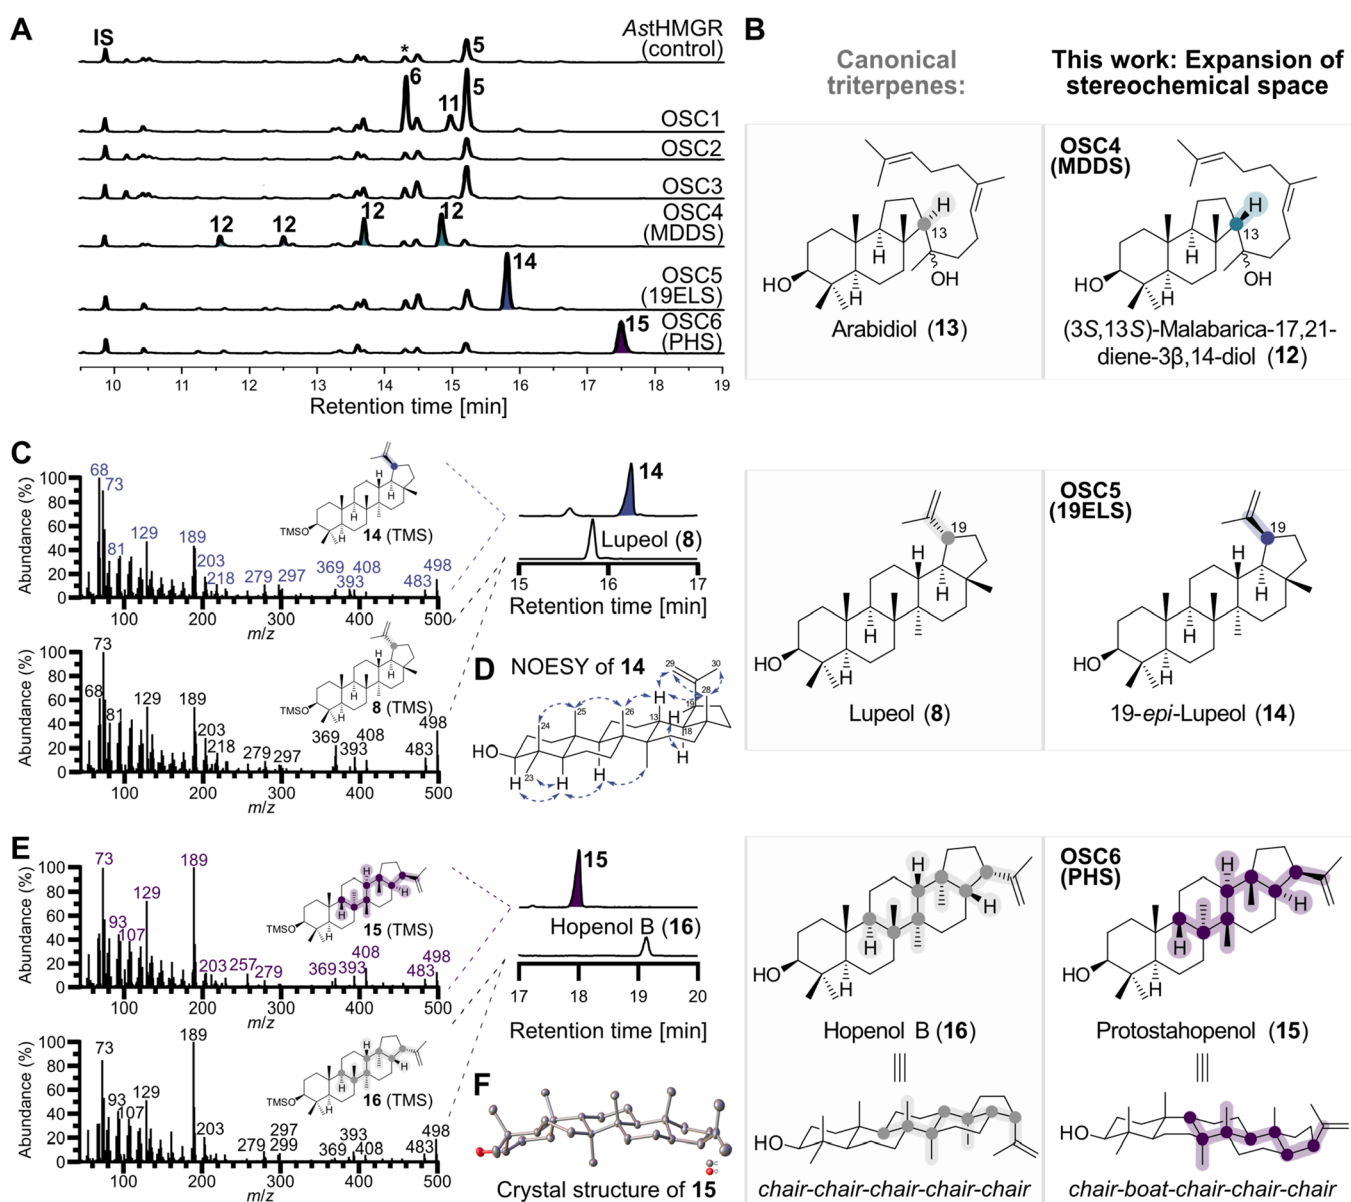 A
IS
*
5
AstHMGR
(control)
6
11
5
OSC1
OSC2
OSC3
12
12
12
12
OSC4
(MDDS)
14
OSC5
(19ELS)
15
OSC6
(PHS)
10 11 12 13 14 15 16 17 18 19
Retention time [min]
B
Canonical
triterpenes:
This work: Expansion of
stereochemical space
H
13
H
H
HO
OH
Arabidiol (13)
OSC4
(MDDS)
H
13
H
H
HO
OH
(3S,13S)-Malabarica-17,21-
diene-3β,14-diol (12)
C
Abundance (%)
100
80
60
40
20
0
68
73
81
129
189
203
218
279
297
369
393
408
483
498
100 200 300 400 500
m/z
H
H
H
H
TMSO
14 (TMS)
Abundance (%)
100
80
60
40
20
0
73
68
81
129
189
203
218
279
297
369
393
408
483
498
100 200 300 400 500
m/z
H
H
H
H
TMSO
8 (TMS)
14
Lupeol (8)
15 16 17
Retention time [min]
D
NOESY of 14
29
30
28
19
18
13
26
25
24
23
H
H
H
H
H
H
HO
19
H
H
H
H
HO
Lupeol (8)
OSC5
(19ELS)
19
H
H
H
H
HO
19-epi-Lupeol (14)
E
Abundance (%)
100
80
60
40
20
0
73
93
107
129
189
203
257
279
369
393
408
483
498
100 200 300 400 500
m/z
H
H
H
H
TMSO
15 (TMS)
Abundance (%)
100
80
60
40
20
0
73
93
107
129
189
203
279
297
299
369
393
408
483
498
100 200 300 400 500
m/z
H
H
H
H
TMSO
16 (TMS)
15
Hopenol B (16)
17 18 19 20
Retention time [min]
F
C
O
Crystal structure of 15
H
H
H
H
HO
Hopenol B (16)
HO
chair-chair-chair-chair-chair
OSC6
(PHS)
H
H
H
H
HO
Protostahopenol (15)
HO
chair-boat-chair-chair-chair